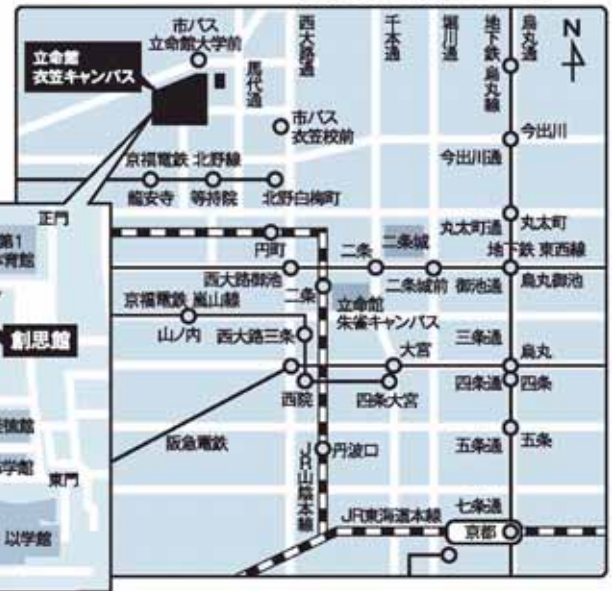 市バス
立命館大学前
立命館
衣笠キャンパス
馬代通
西大路通
千本通
堀川通
地下鉄 烏丸線
烏丸通
N
市バス
衣笠校前
今出川
今出川通
京福電鉄 北野線
龍安寺
等持院
北野白梅町
丸太町通
丸太町
円町
二条
二条城
地下鉄 東西線
西大路御池
二条
二条城前
御池通
烏丸御池
京福電鉄 嵐山線
立命館
朱雀キャンパス
山ノ内
西大路三条
三条通
大宮
烏丸
西院
四条大宮
四条通
四条
阪急電鉄
JR山陰本線
丹波口
五条通
五条
JR東海道本線
七条通
京都
正門
第1
体育館
創思館
東門
以学館